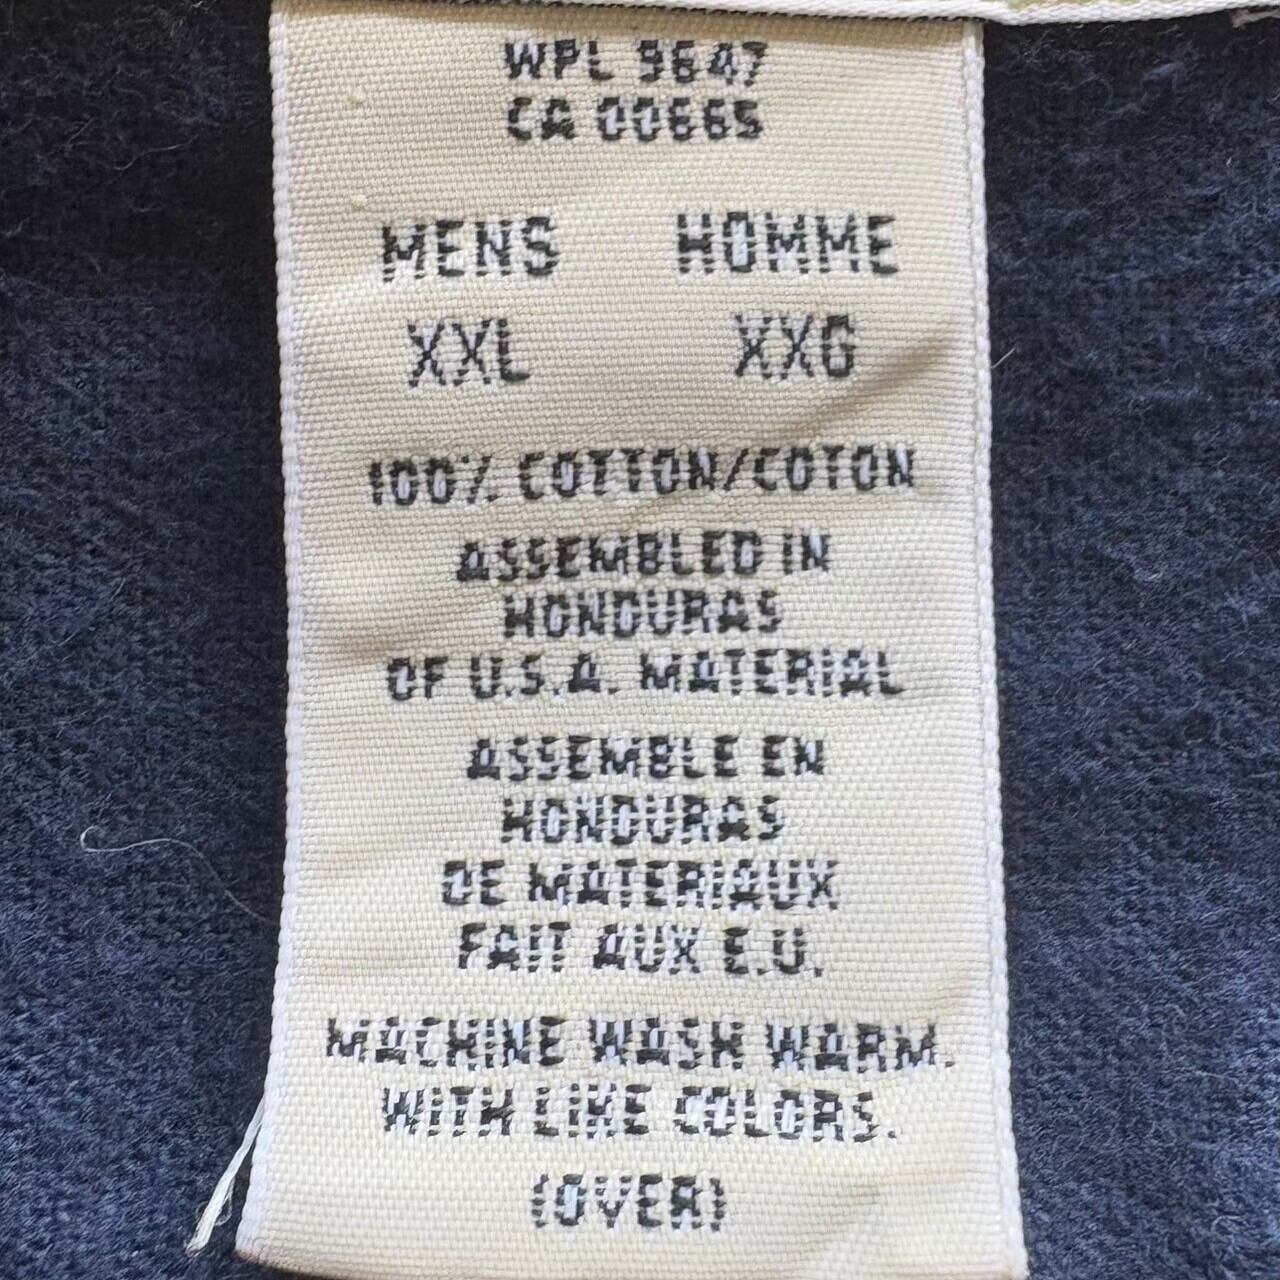 WPL 9647
CA 00665
MENS HOMME
XXL XXG
100% COTTON/COTON
ASSEMBLED IN
HONDURAS
OF U.S.A. MATERIAL
ASSEMBLE EN
HONDURAS
DE MATERIAUX
FAIT AUX E.U.
MACHINE WASH WARM.
WITH LIKE COLORS.
(OVER)